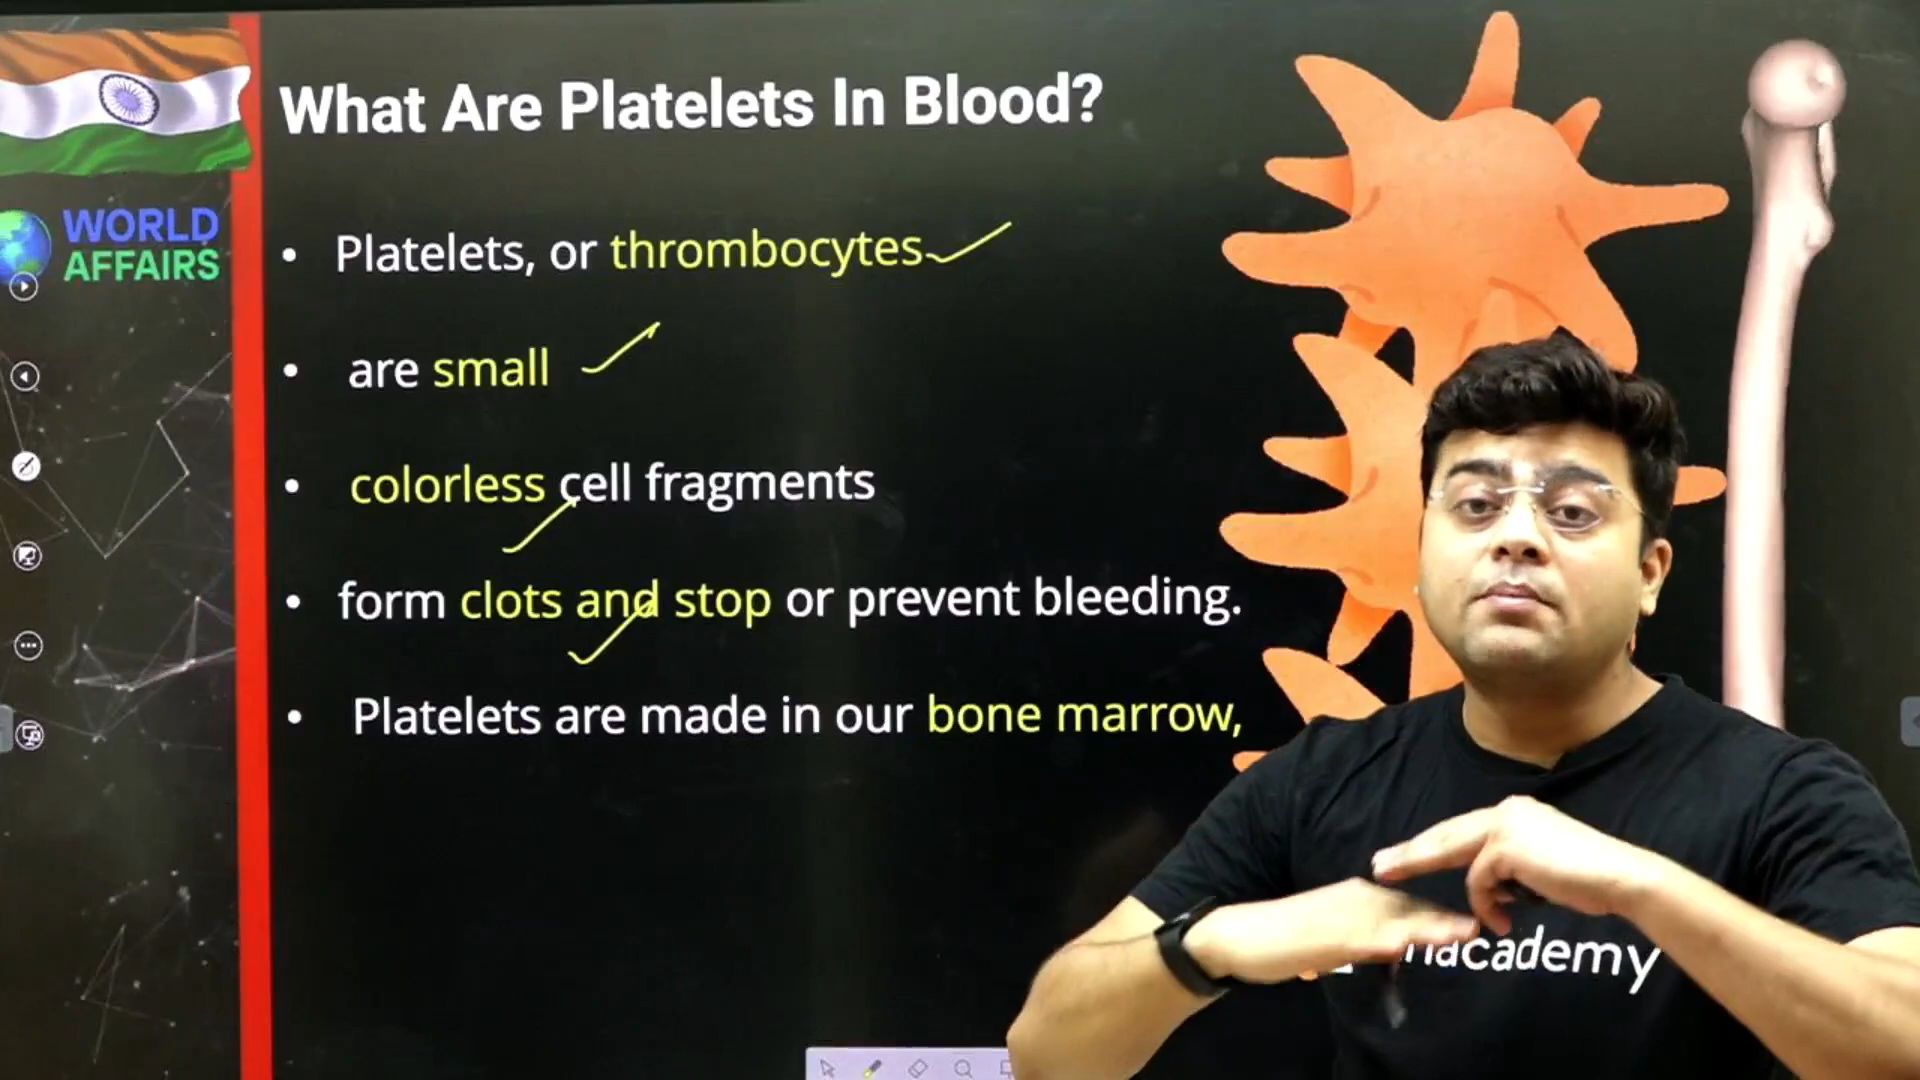 What Are Platelets In Blood?
WORLD
AFFAIRS
• Platelets, or thrombocytes
• are small
• colorless cell fragments
• form clots and stop or prevent bleeding.
• Platelets are made in our bone marrow,
nacademy